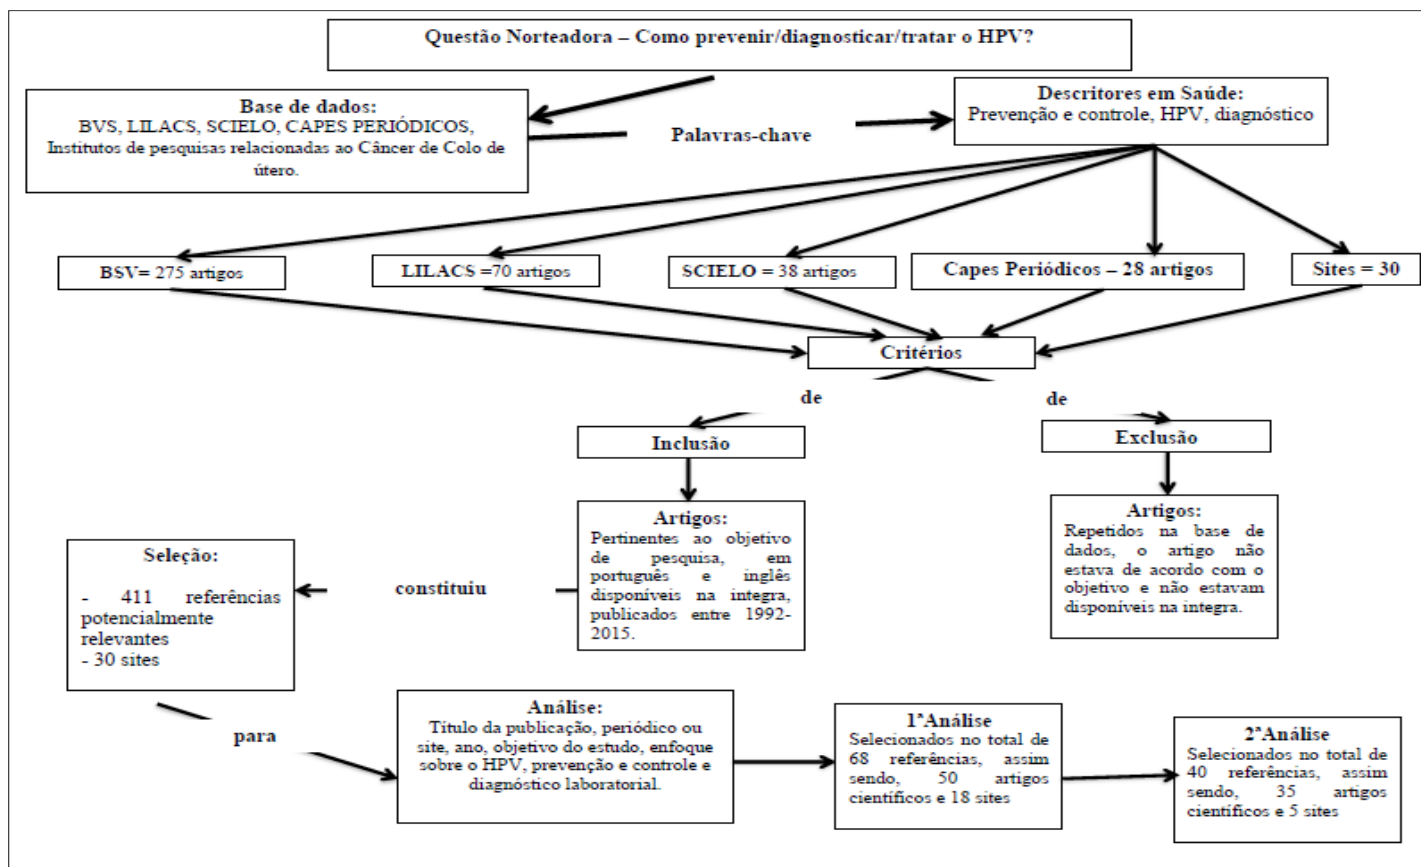 Questão Norteadora – Como prevenir/diagnosticar/tratar o HPV?
Base de dados:
BVS, LILACS, SCIELO, CAPES PERIÓDICOS,
Institutos de pesquisas relacionadas ao Câncer de Colo de
útero.
Palavras-chave
Descritores em Saúde:
Prevenção e controle, HPV, diagnóstico
BSV= 275 artigos
LILACS =70 artigos
SCIELO = 38 artigos
Capes Periódicos – 28 artigos
Sites = 30
Critérios
de
de
Inclusão
Exclusão
Artigos:
Pertinentes ao objetivo
de pesquisa, em
português e inglês
disponíveis na integra,
publicados entre 1992-
2015.
Artigos:
Repetidos na base de
dados, o artigo não
estava de acordo com o
objetivo e não estavam
disponíveis na integra.
constituiu
Seleção:
- 411 referências
potencialmente
relevantes
- 30 sites
para
Análise:
Título da publicação, periódico ou
site, ano, objetivo do estudo, enfoque
sobre o HPV, prevenção e controle e
diagnóstico laboratorial.
1ªAnálise
Selecionados no total de
68 referências, assim
sendo, 50 artigos
científicos e 18 sites
2ªAnálise
Selecionados no total de
40 referências, assim
sendo, 35 artigos
científicos e 5 sites